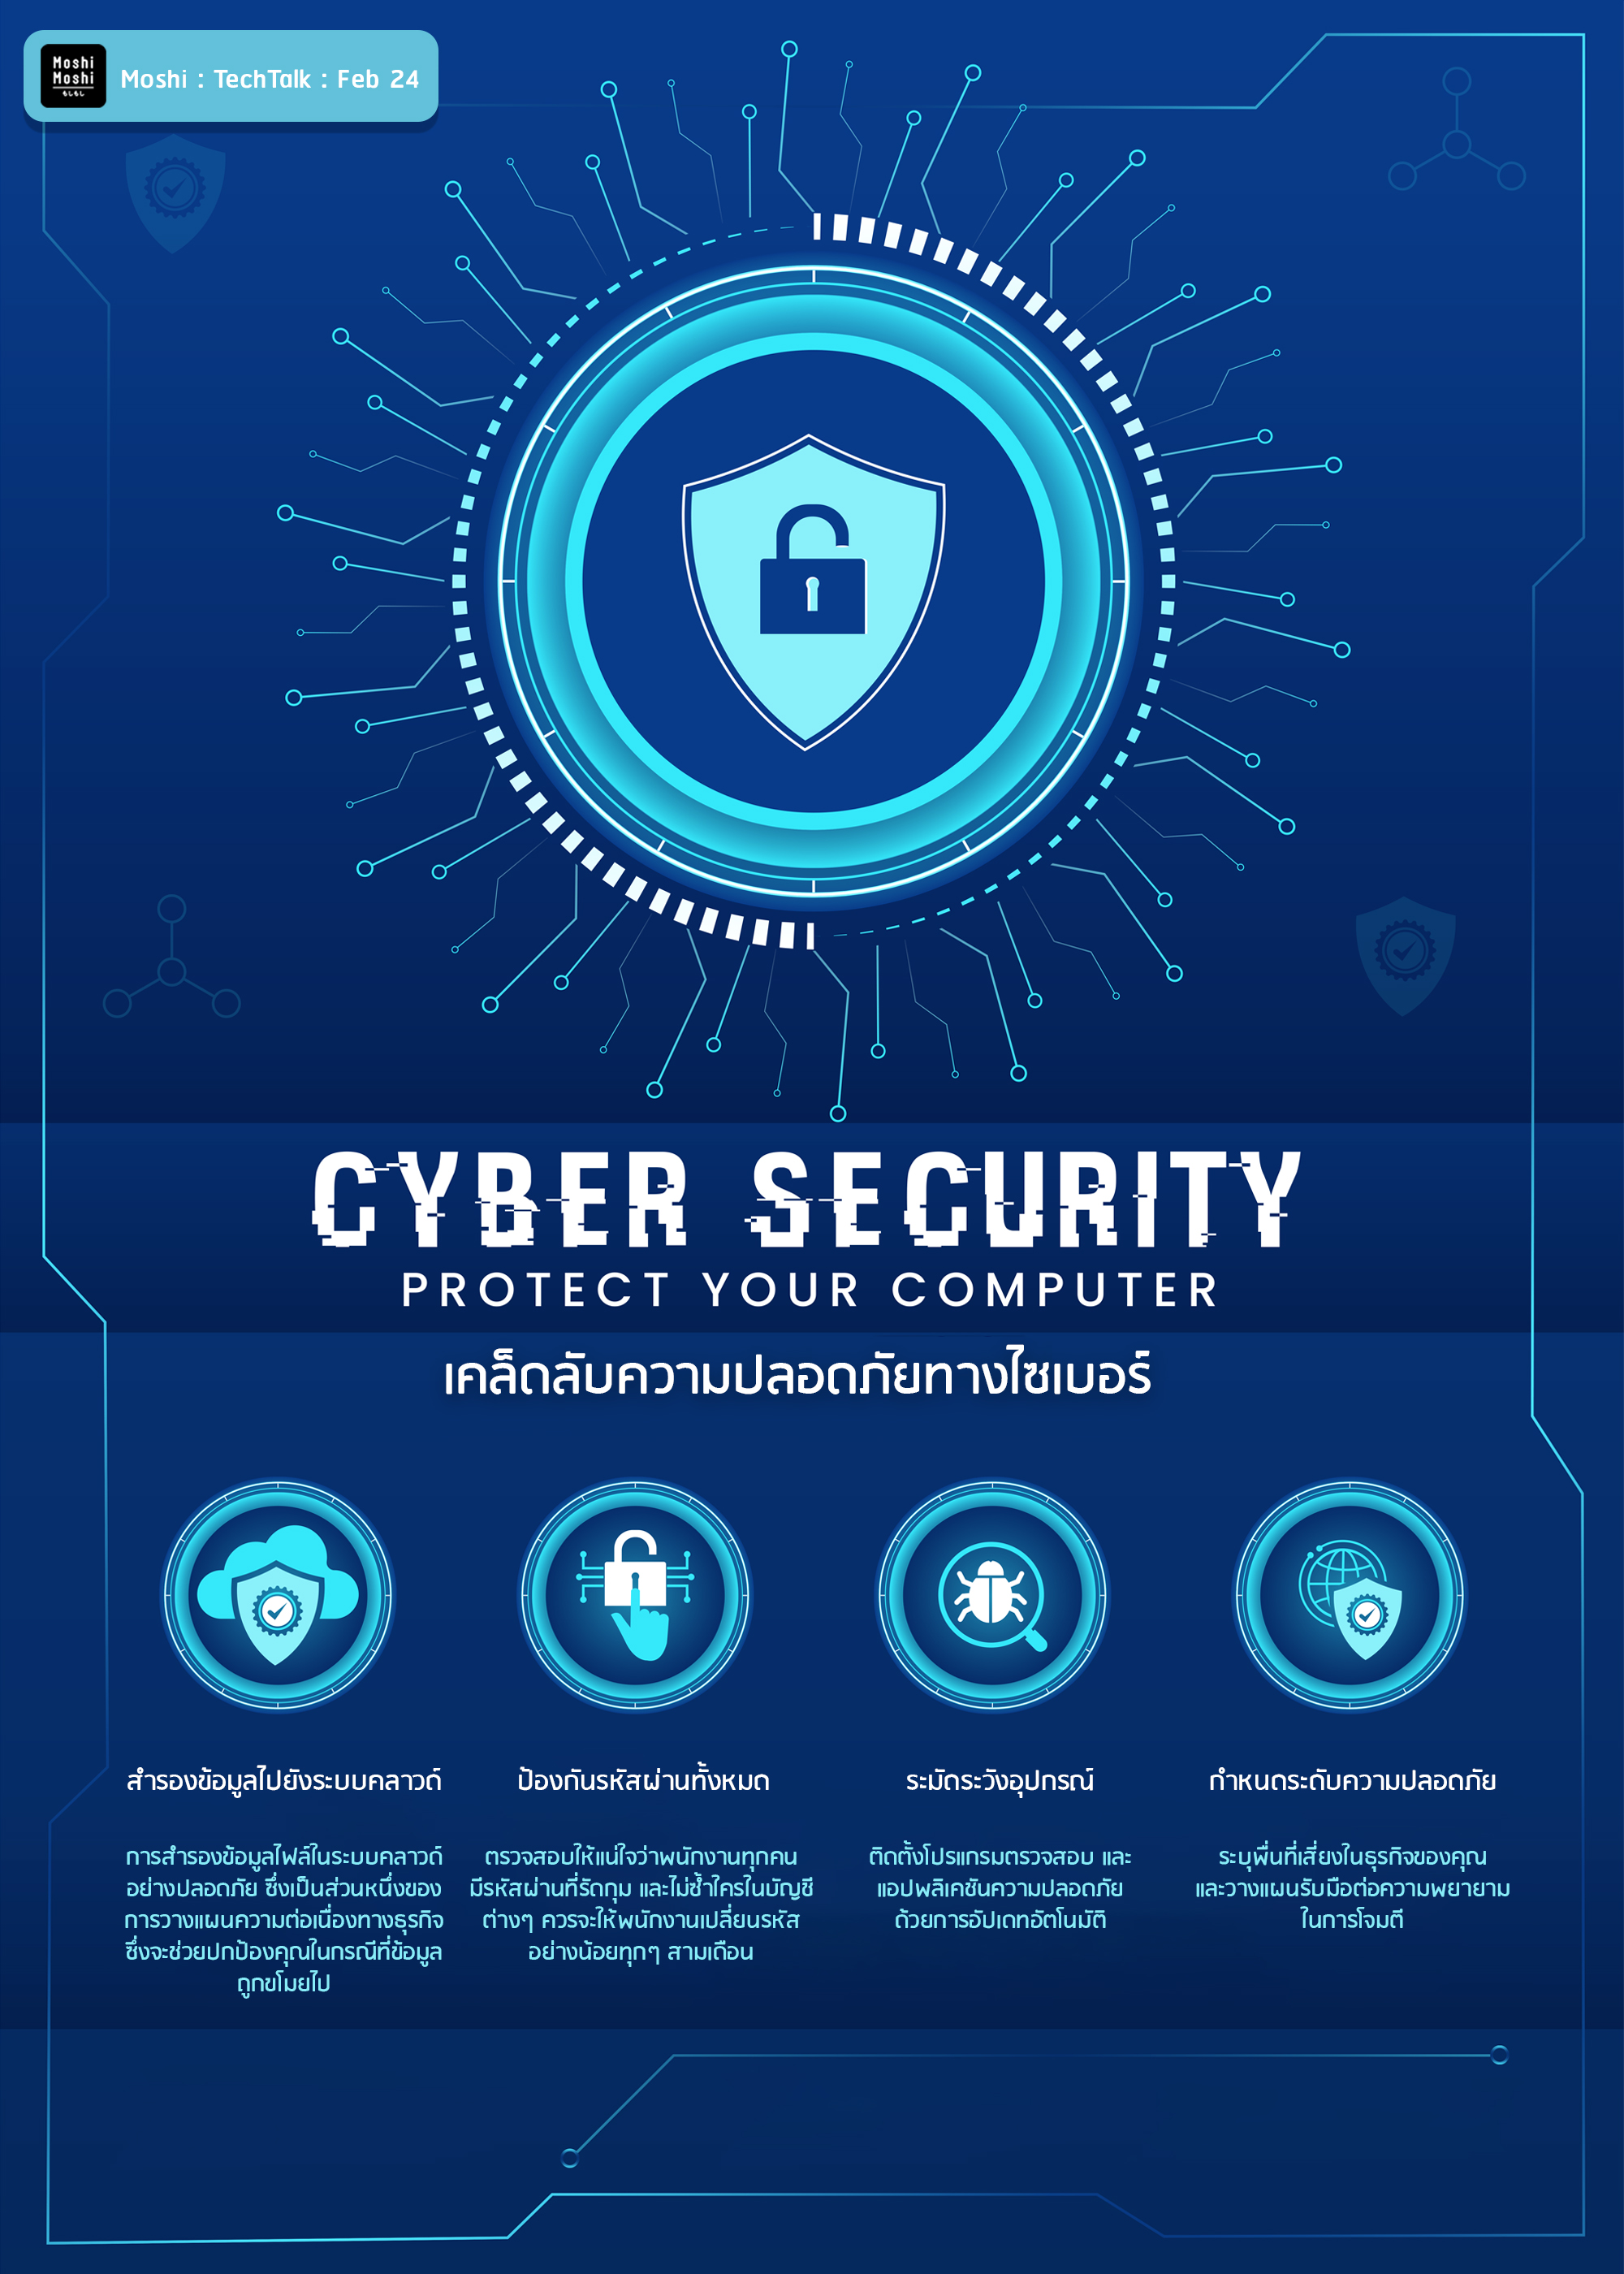 Moshi
Moshi
もしもし
Moshi : TechTalk : Feb 24
CYBER SECURITY
PROTECT YOUR COMPUTER
เคล็ดลับความปลอดภัยทางไซเบอร์
สำรองข้อมูลไปยังระบบคลาวด์
การสำรองข้อมูลไฟล์ในระบบคลาวด์
อย่างปลอดภัย ซึ่งเป็นส่วนหนึ่งของ
การวางแผนความต่อเนื่องทางธุรกิจ
ซึ่งจะช่วยปกป้องคุณในกรณีที่ข้อมูล
ถูกขโมยไป
ป้องกันรหัสผ่านทั้งหมด
ตรวจสอบให้แน่ใจว่าพนักงานทุกคน
มีรหัสผ่านที่รัดกุม และไม่ซ้ำใครในบัญชี
ต่างๆ ควรจะให้พนักงานเปลี่ยนรหัส
อย่างน้อยทุกๆ สามเดือน
ระมัดระวังอุปกรณ์
ติดตั้งโปรแกรมตรวจสอบ และ
แอปพลิเคชันความปลอดภัย
ด้วยการอัปเดทอัตโนมัติ
กำหนดระดับความปลอดภัย
ระบุพื่นที่เสี่ยงในธุรกิจของคุณ
และวางแผนรับมือต่อความพยายาม
ในการโจมตี